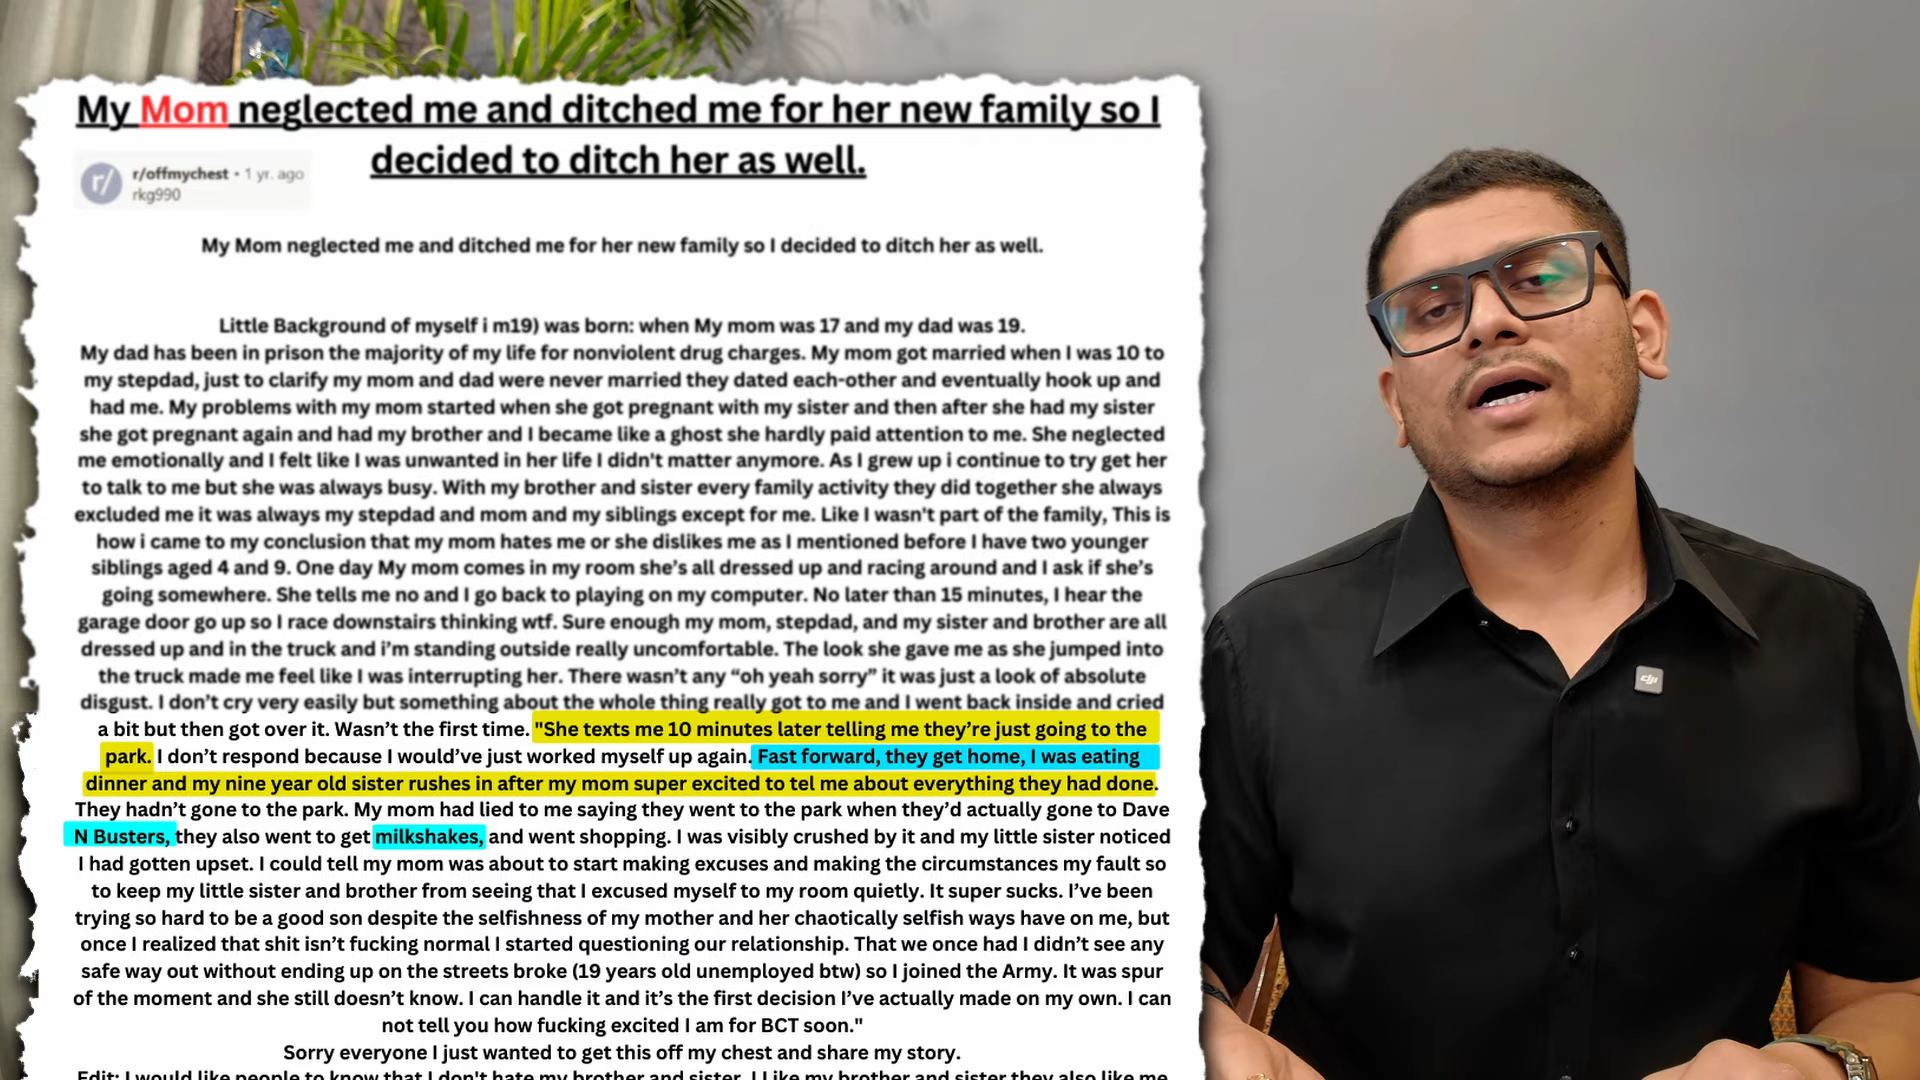 My Mom neglected me and ditched me for her new family so I
decided to ditch her as well.
r/offmychest • 1 yr. ago
rkg990
My Mom neglected me and ditched me for her new family so I decided to ditch her as well.
Little Background of myself i m19) was born: when My mom was 17 and my dad was 19.
My dad has been in prison the majority of my life for nonviolent drug charges. My mom got married when I was 10 to
my stepdad, just to clarify my mom and dad were never married they dated each-other and eventually hook up and
had me. My problems with my mom started when she got pregnant with my sister and then after she had my sister
she got pregnant again and had my brother and I became like a ghost she hardly paid attention to me. She neglected
me emotionally and I felt like I was unwanted in her life I didn't matter anymore. As I grew up i continue to try get her
to talk to me but she was always busy. With my brother and sister every family activity they did together she always
excluded me it was always my stepdad and mom and my siblings except for me. Like I wasn't part of the family, This is
how i came to my conclusion that my mom hates me or she dislikes me as I mentioned before I have two younger
siblings aged 4 and 9. One day My mom comes in my room she's all dressed up and racing around and I ask if she's
going somewhere. She tells me no and I go back to playing on my computer. No later than 15 minutes, I hear the
garage door go up so I race downstairs thinking wtf. Sure enough my mom, stepdad, and my sister and brother are all
dressed up and in the truck and i'm standing outside really uncomfortable. The look she gave me as she jumped into
the truck made me feel like I was interrupting her. There wasn't any “oh yeah sorry” it was just a look of absolute
disgust. I don't cry very easily but something about the whole thing really got to me and I went back inside and cried
a bit but then got over it. Wasn't the first time. "She texts me 10 minutes later telling me they're just going to the
park. I don't respond because I would've just worked myself up again. Fast forward, they get home, I was eating
dinner and my nine year old sister rushes in after my mom super excited to tell me about everything they had done.
They hadn't gone to the park. My mom had lied to me saying they went to the park when they'd actually gone to Dave
N Busters, they also went to get milkshakes, and went shopping. I was visibly crushed by it and my little sister noticed
I had gotten upset. I could tell my mom was about to start making excuses and making the circumstances my fault so
to keep my little sister and brother from seeing that I excused myself to my room quietly. It super sucks. I've been
trying so hard to be a good son despite the selfishness of my mother and her chaotically selfish ways have on me, but
once I realized that shit isn't fucking normal I started questioning our relationship. That we once had I didn't see any
safe way out without ending up on the streets broke (19 years old unemployed btw) so I joined the Army. It was spur
of the moment and she still doesn't know. I can handle it and it's the first decision I've actually made on my own. I can
not tell you how fucking excited I am for BCT soon."
Sorry everyone I just wanted to get this off my chest and share my story.
Edit: I would like people to know that I don't hate my brother and sister. I Like my brother and sister they also like me
dji